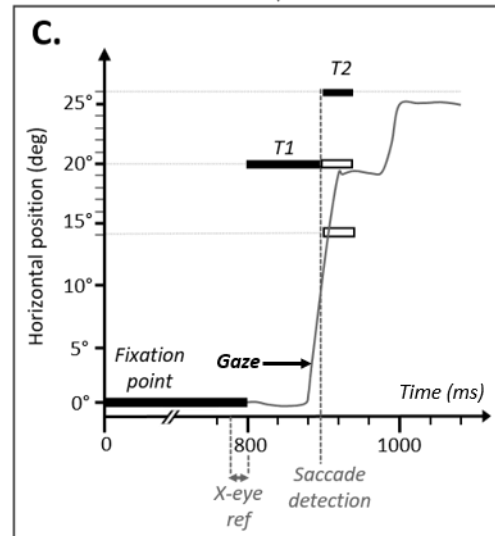 C.
T2
25°
T1
20°
15°
10°
Fixation
point
5°
Gaze
0°
Time (ms)
Horizontal position (deg)
0
800
1000
X-eye
ref
Saccade
detection